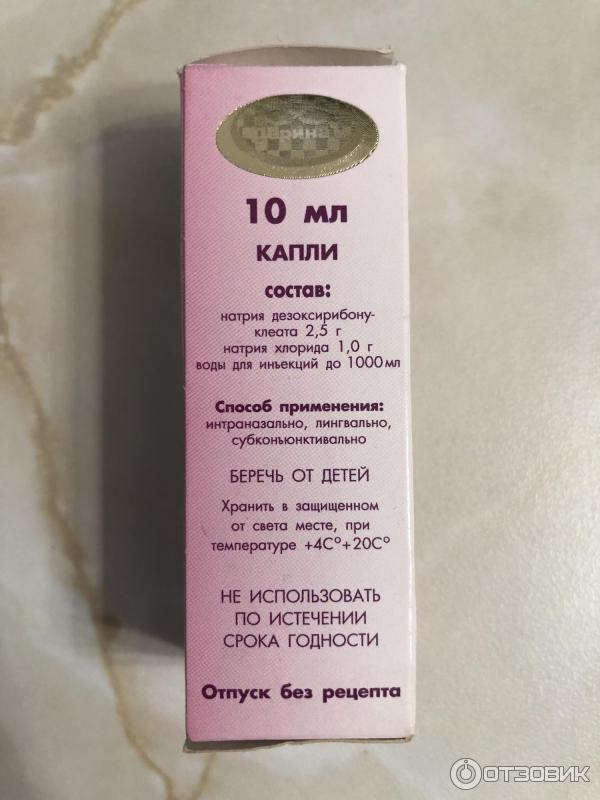 Дарина
10 мл
КАПЛИ
состав:
натрия дезоксирибону-
клеата 2,5 г
натрия хлорида 1,0 г
воды для инъекций до 1000мл
Способ применения:
интраназально, лингвально,
субконъюнктивально
БЕРЕЧЬ ОТ ДЕТЕЙ
Хранить в защищенном
от света месте, при
температуре +4С°+20С°
НЕ ИСПОЛЬЗОВАТЬ
ПО ИСТЕЧЕНИИ
СРОКА ГОДНОСТИ
Отпуск без рецепта
ОТЗОВИК